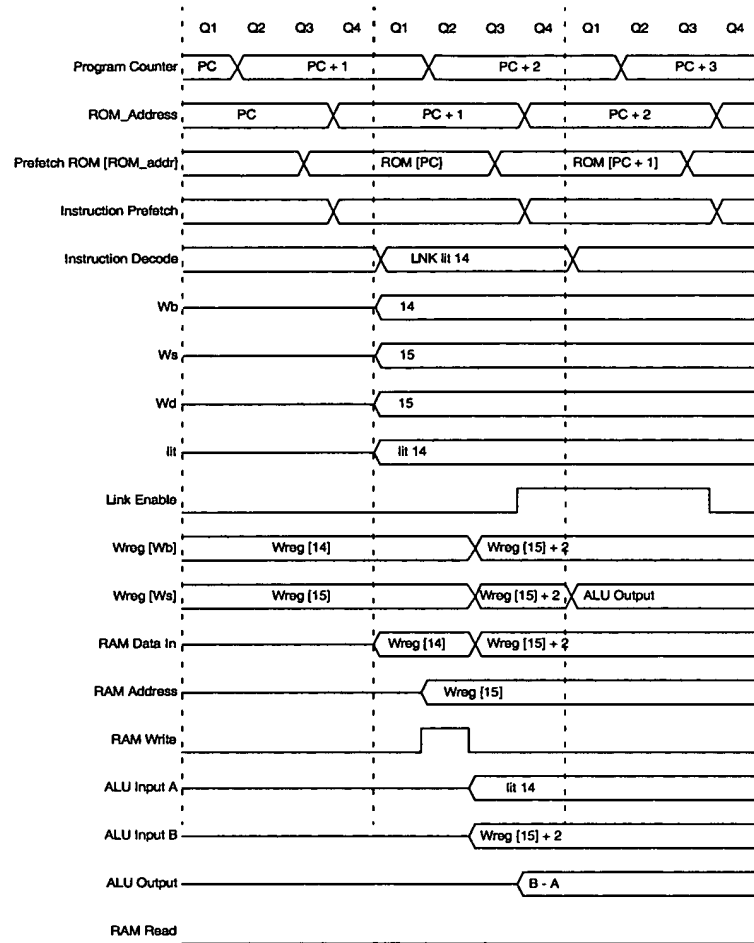 Q1 Q2 Q3 Q4 Q1 Q2 Q3 Q4 Q1 Q2 Q3 Q4
Program Counter PC PC + 1 PC + 2 PC + 3
ROM_Address PC PC + 1 PC + 2
Prefetch ROM [ROM_addr] ROM [PC} ROM [PC + 1]
Instruction Prefetch
Instruction Decode LNK lit 14
Wb 14
Ws 15
Wd 15
lit lit 14
Link Enable
Wreg [Wb] Wreg [14] Wreg [15] + 2
Wreg [Ws] Wreg [15] Wreg [15] + 2 ALU Output
RAM Data In Wreg [14] Wreg [15] + 2
RAM Address Wreg [15]
RAM Write
ALU Input A lit 14
ALU Input B Wreg [15] + 2
ALU Output B - A
RAM Read